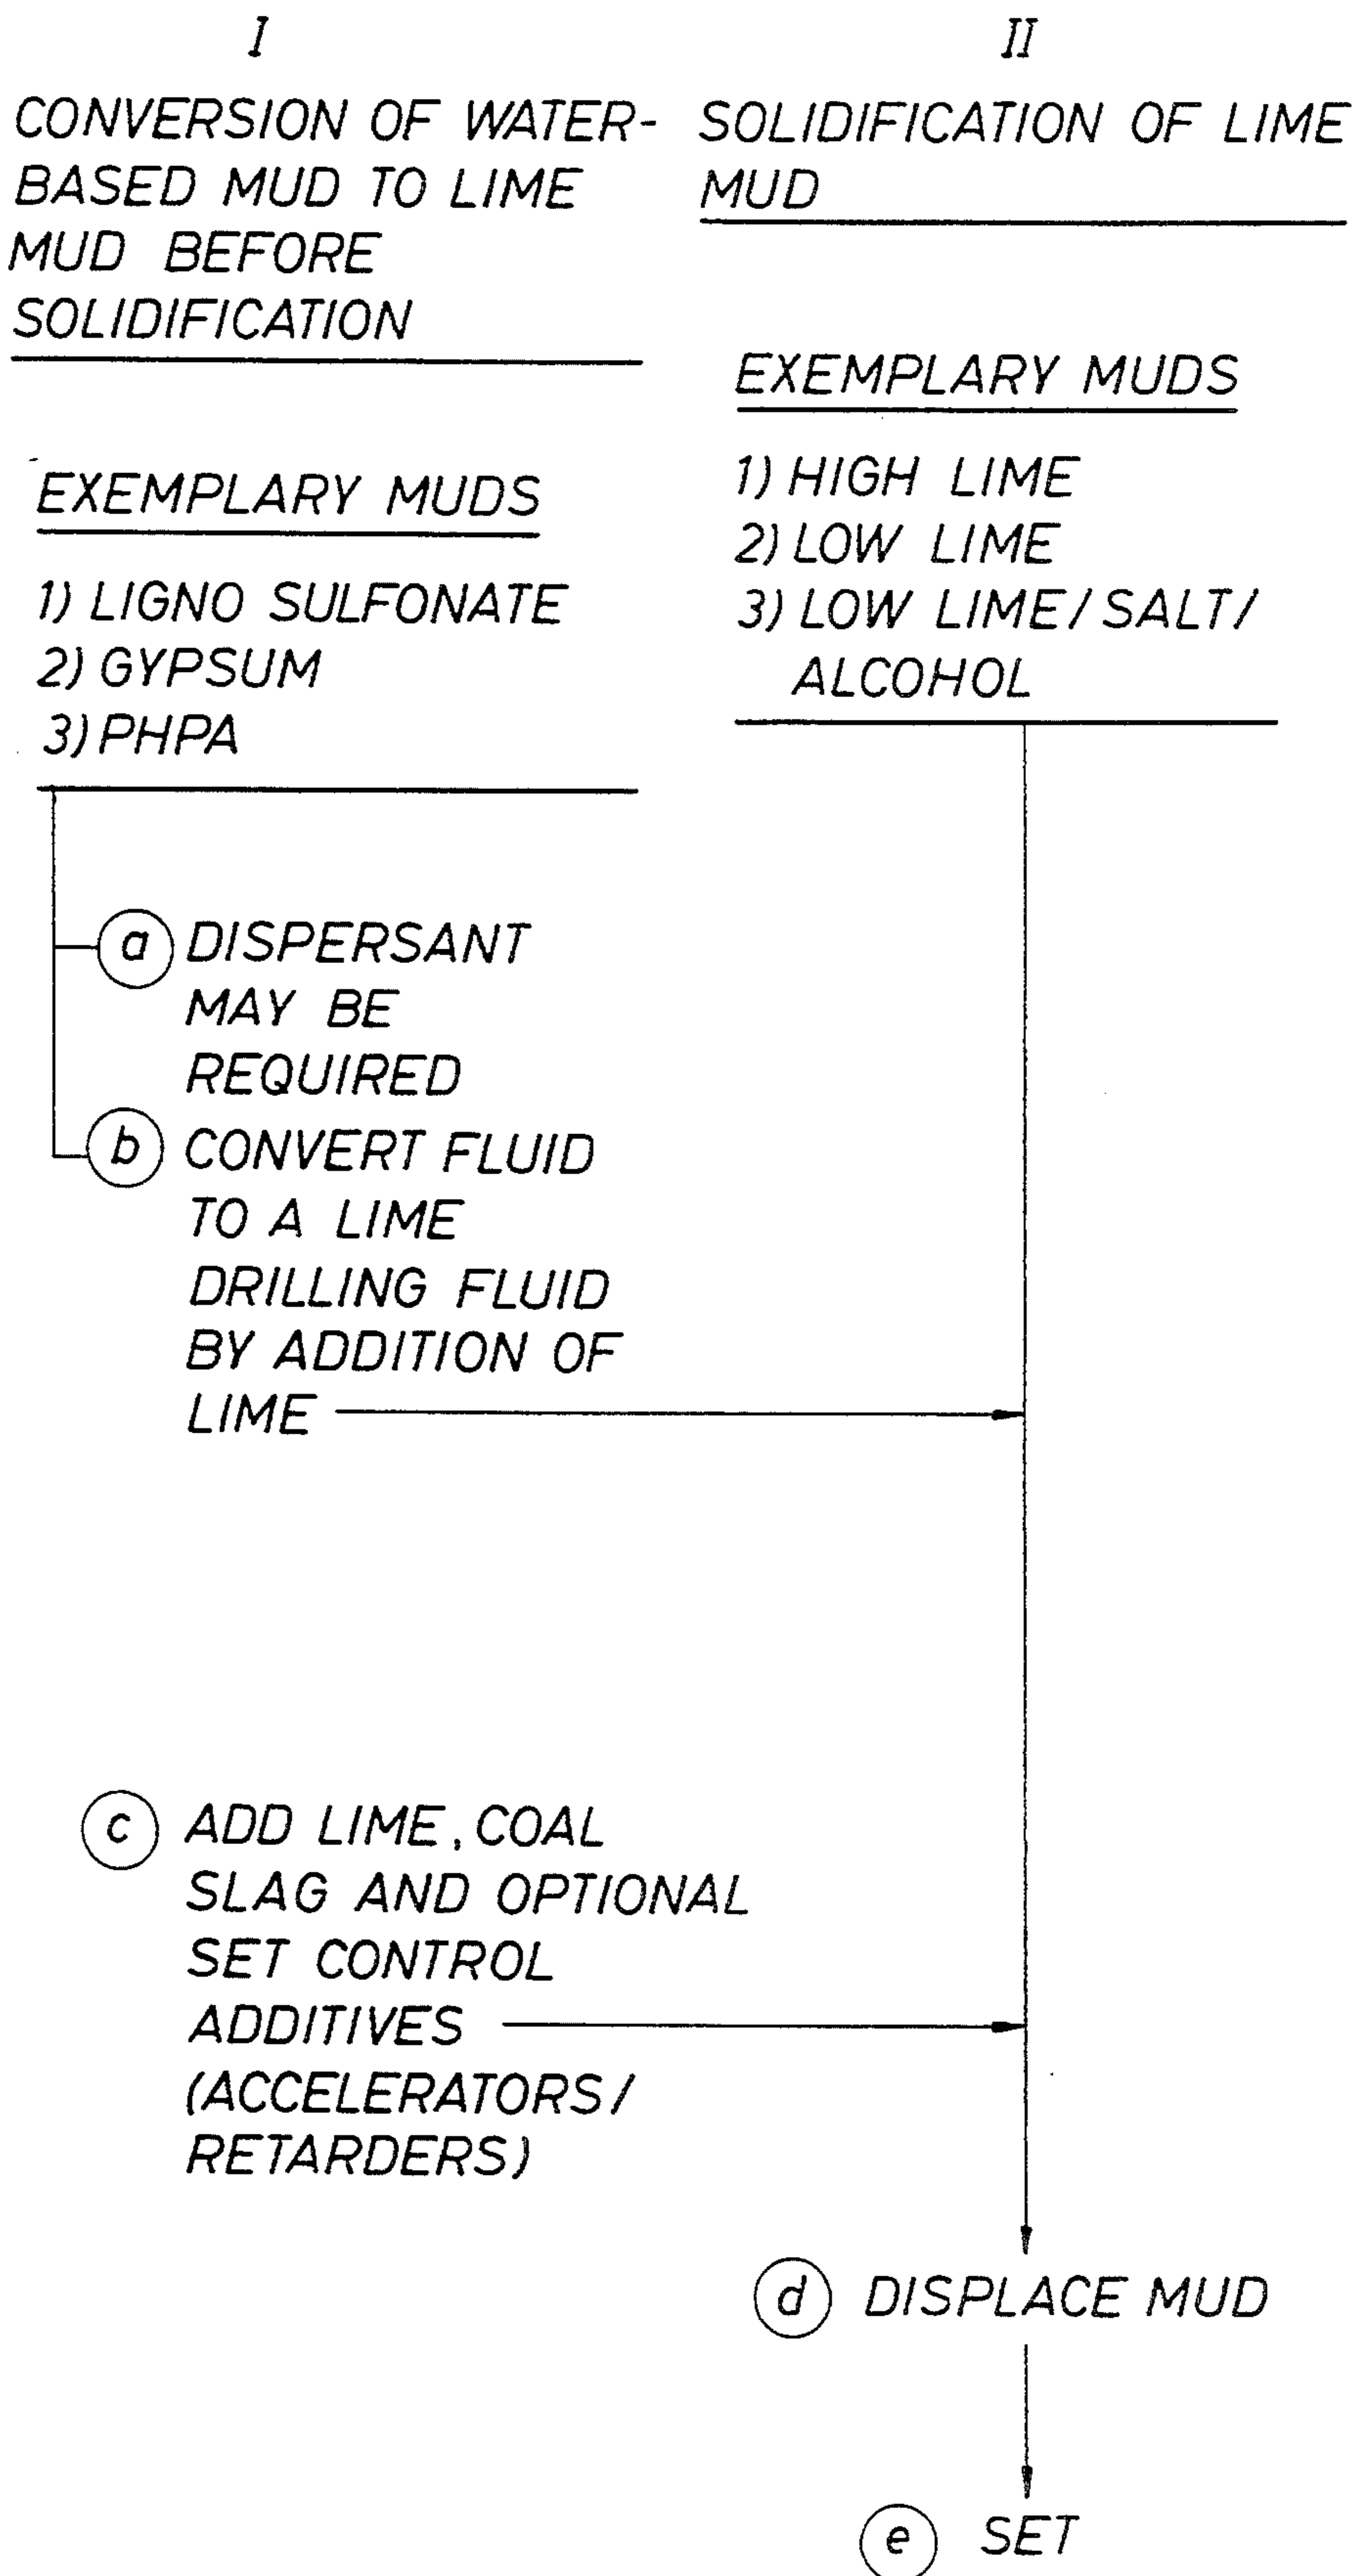 I
CONVERSION OF WATER-
BASED MUD TO LIME
MUD BEFORE
SOLIDIFICATION
EXEMPLARY MUDS
1) LIGNO SULFONATE
2) GYPSUM
3) PHPA
II
SOLIDIFICATION OF LIME
MUD
EXEMPLARY MUDS
1) HIGH LIME
2) LOW LIME
3) LOW LIME/SALT/
ALCOHOL
a DISPERSANT
MAY BE
REQUIRED
b CONVERT FLUID
TO A LIME
DRILLING FLUID
BY ADDITION OF
LIME
c ADD LIME, COAL
SLAG AND OPTIONAL
SET CONTROL
ADDITIVES
(ACCELERATORS/
RETARDERS)
d DISPLACE MUD
e SET